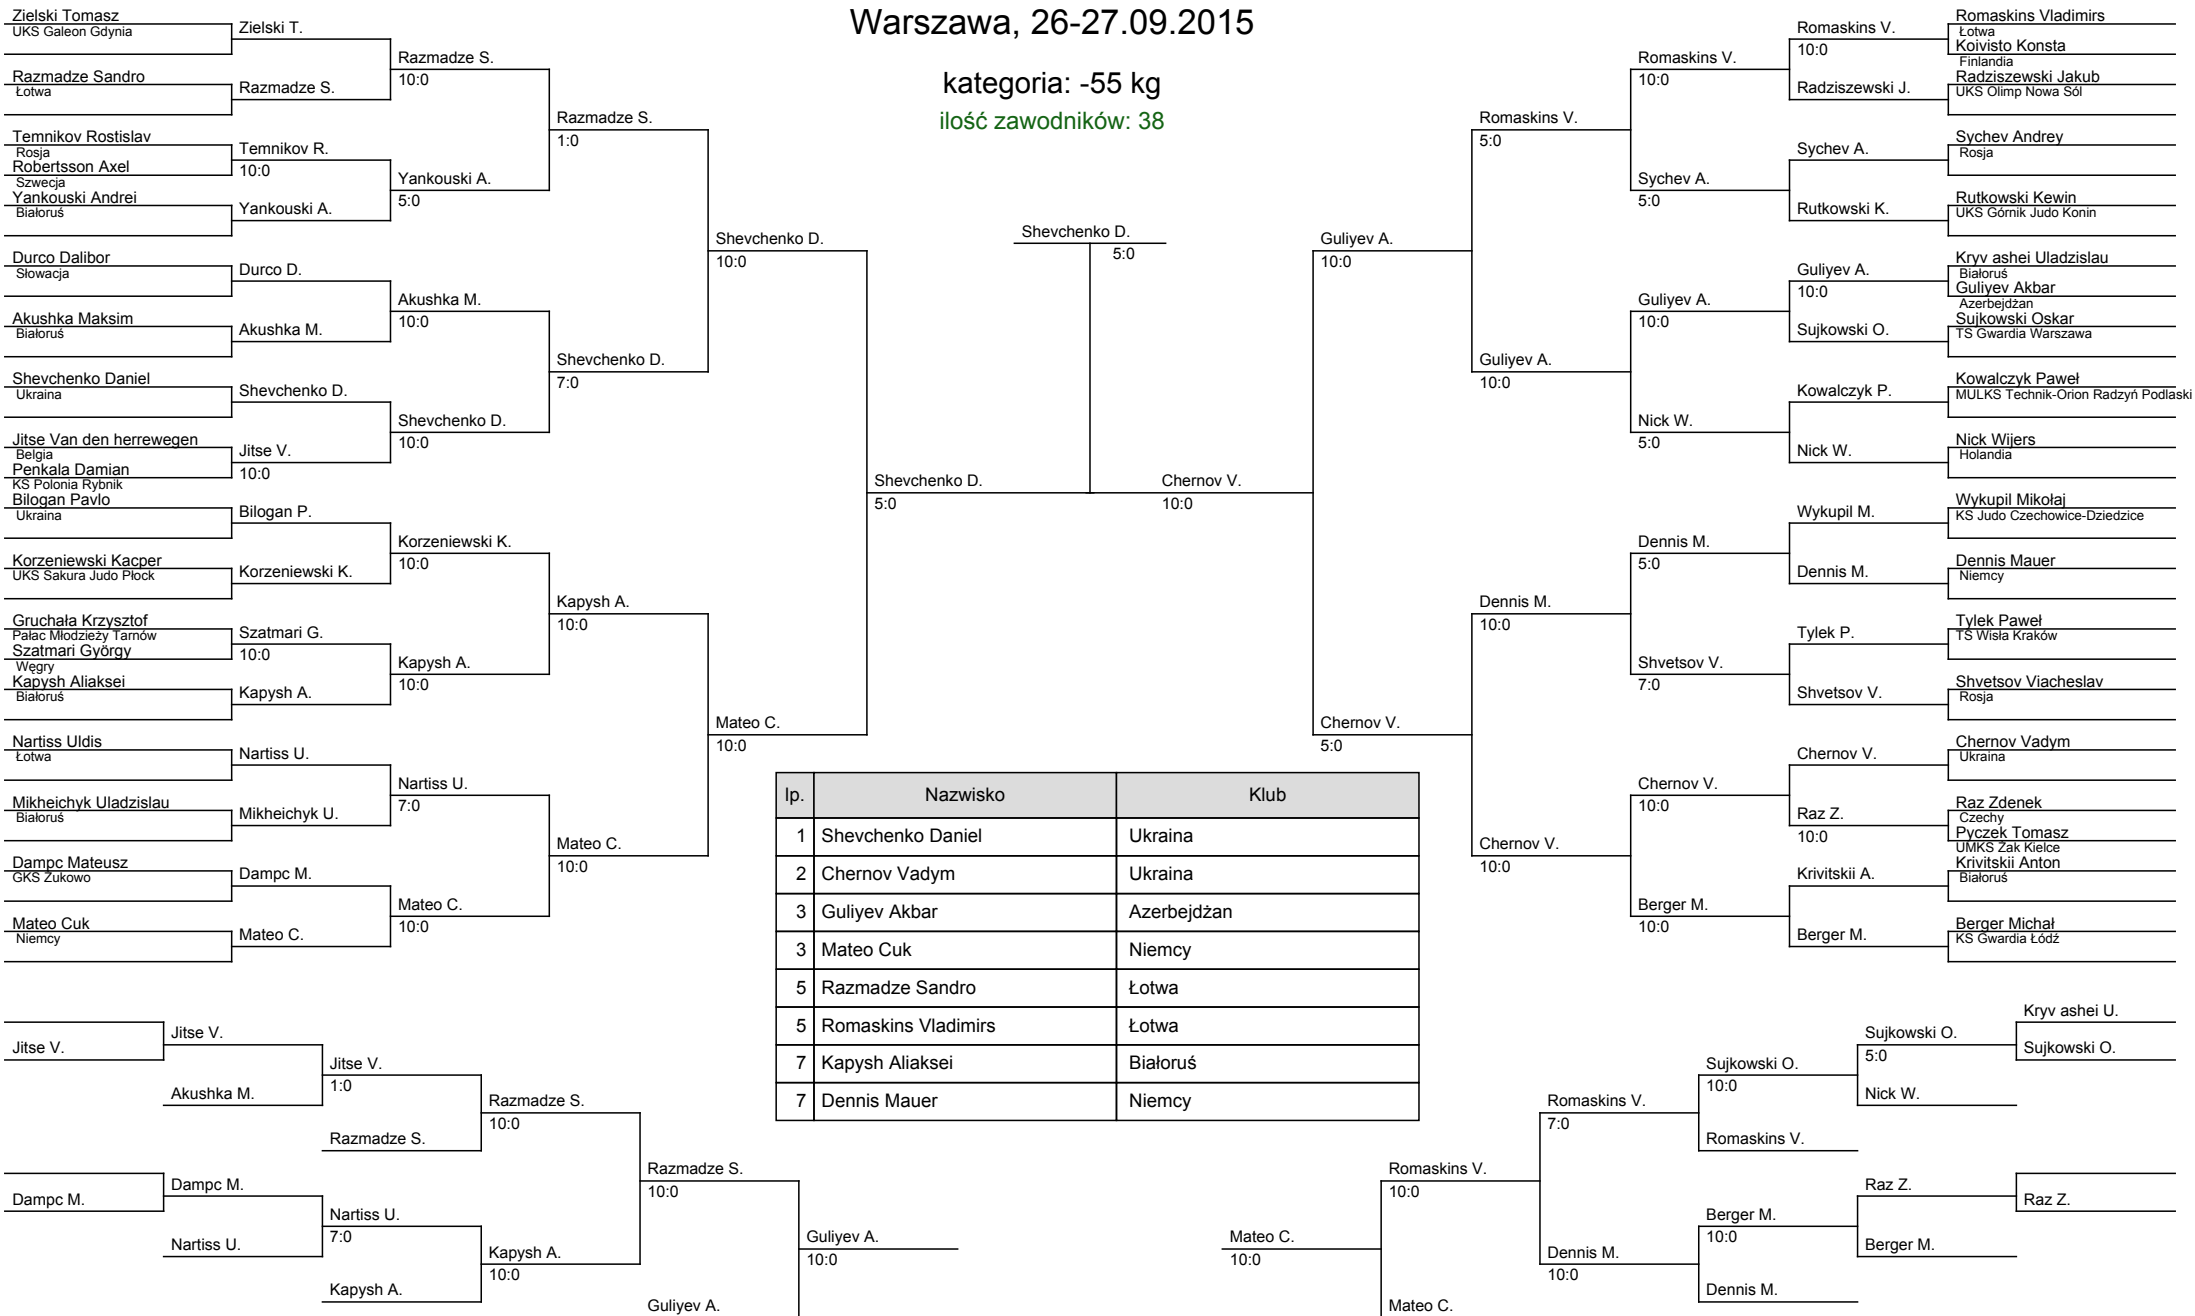 Warszawa, 26-27.09.2015
kategoria: -55 kg
ilość zawodników: 38
Zielski Tomasz
UKS Galeon Gdynia
Razmadze Sandro
Łotwa
Temnikov Rostislav
Rosja
Robertsson Axel
Szwecja
Yankouski Andrei
Białoruś
Durco Dalibor
Słowacja
Akushka Maksim
Białoruś
Shevchenko Daniel
Ukraina
Jitse Van den herrewegen
Belgia
Penkala Damian
KS Polonia Rybnik
Bilogan Pavlo
Ukraina
Korzeniewski Kacper
UKS Sakura Judo Płock
Gruchała Krzysztof
Pałac Młodzieży Tarnów
Szatmari György
Węgry
Kapysh Aliaksei
Białoruś
Nartiss Uldis
Łotwa
Mikheichyk Uladzislau
Białoruś
Dampc Mateusz
GKS Żukowo
Mateo Cuk
Niemcy
Zielski T.
Razmadze S.
Temnikov R.
10:0
Yankouski A.
Durco D.
Akushka M.
Shevchenko D.
Jitse V.
10:0
Bilogan P.
Korzeniewski K.
Szatmari G.
10:0
Kapysh A.
Nartiss U.
Mikheichyk U.
Dampc M.
Mateo C.
Razmadze S.
10:0
Yankouski A.
5:0
Akushka M.
10:0
Shevchenko D.
10:0
Korzeniewski K.
10:0
Kapysh A.
10:0
Nartiss U.
7:0
Mateo C.
10:0
Razmadze S.
1:0
Shevchenko D.
7:0
Kapysh A.
10:0
Mateo C.
10:0
Shevchenko D.
10:0
Mateo C.
10:0
Shevchenko D.
5:0
Shevchenko D.
5:0
Chernov V.
10:0
Guliyev A.
10:0
Chernov V.
5:0
Romaskins V.
5:0
Guliyev A.
10:0
Dennis M.
10:0
Chernov V.
10:0
Romaskins V.
10:0
Sychev A.
5:0
Guliyev A.
10:0
Nick W.
5:0
Dennis M.
5:0
Shvetsov V.
7:0
Chernov V.
10:0
Berger M.
10:0
Romaskins V.
10:0
Radziszewski J.
Sychev A.
Rutkowski K.
Guliyev A.
10:0
Sujkowski O.
Kowalczyk P.
Nick W.
Wykupil M.
Dennis M.
Tylek P.
Shvetsov V.
Chernov V.
Raz Z.
10:0
Krivitskii A.
Berger M.
Romaskins Vladimirs
Łotwa
Koivisto Konsta
Finlandia
Radziszewski Jakub
UKS Olimp Nowa Sól
Sychev Andrey
Rosja
Rutkowski Kewin
UKS Górnik Judo Konin
Kryv ashei Uladzislau
Białoruś
Guliyev Akbar
Azerbejdżan
Sujkowski Oskar
TS Gwardia Warszawa
Kowalczyk Paweł
MULKS Technik-Orion Radzyń Podlaski
Nick Wijers
Holandia
Wykupil Mikołaj
KS Judo Czechowice-Dziedzice
Dennis Mauer
Niemcy
Tylek Paweł
TS Wisła Kraków
Shvetsov Viacheslav
Rosja
Chernov Vadym
Ukraina
Raz Zdenek
Czechy
Pyczek Tomasz
UMKS Żak Kielce
Krivitskii Anton
Białoruś
Berger Michał
KS Gwardia Łódź
lp. Nazwisko Klub
1 Shevchenko Daniel Ukraina
2 Chernov Vadym Ukraina
3 Guliyev Akbar Azerbejdżan
3 Mateo Cuk Niemcy
5 Razmadze Sandro Łotwa
5 Romaskins Vladimirs Łotwa
7 Kapysh Aliaksei Białoruś
7 Dennis Mauer Niemcy
Jitse V.
Dampc M.
Jitse V.
Akushka M.
Dampc M.
Nartiss U.
Jitse V.
1:0
Razmadze S.
Nartiss U.
7:0
Kapysh A.
Razmadze S.
10:0
Kapysh A.
10:0
Razmadze S.
10:0
Guliyev A.
Guliyev A.
10:0
Mateo C.
10:0
Romaskins V.
10:0
Mateo C.
Romaskins V.
7:0
Dennis M.
10:0
Sujkowski O.
10:0
Romaskins V.
Berger M.
10:0
Dennis M.
Sujkowski O.
5:0
Nick W.
Raz Z.
Berger M.
Kryv ashei U.
Sujkowski O.
Raz Z.